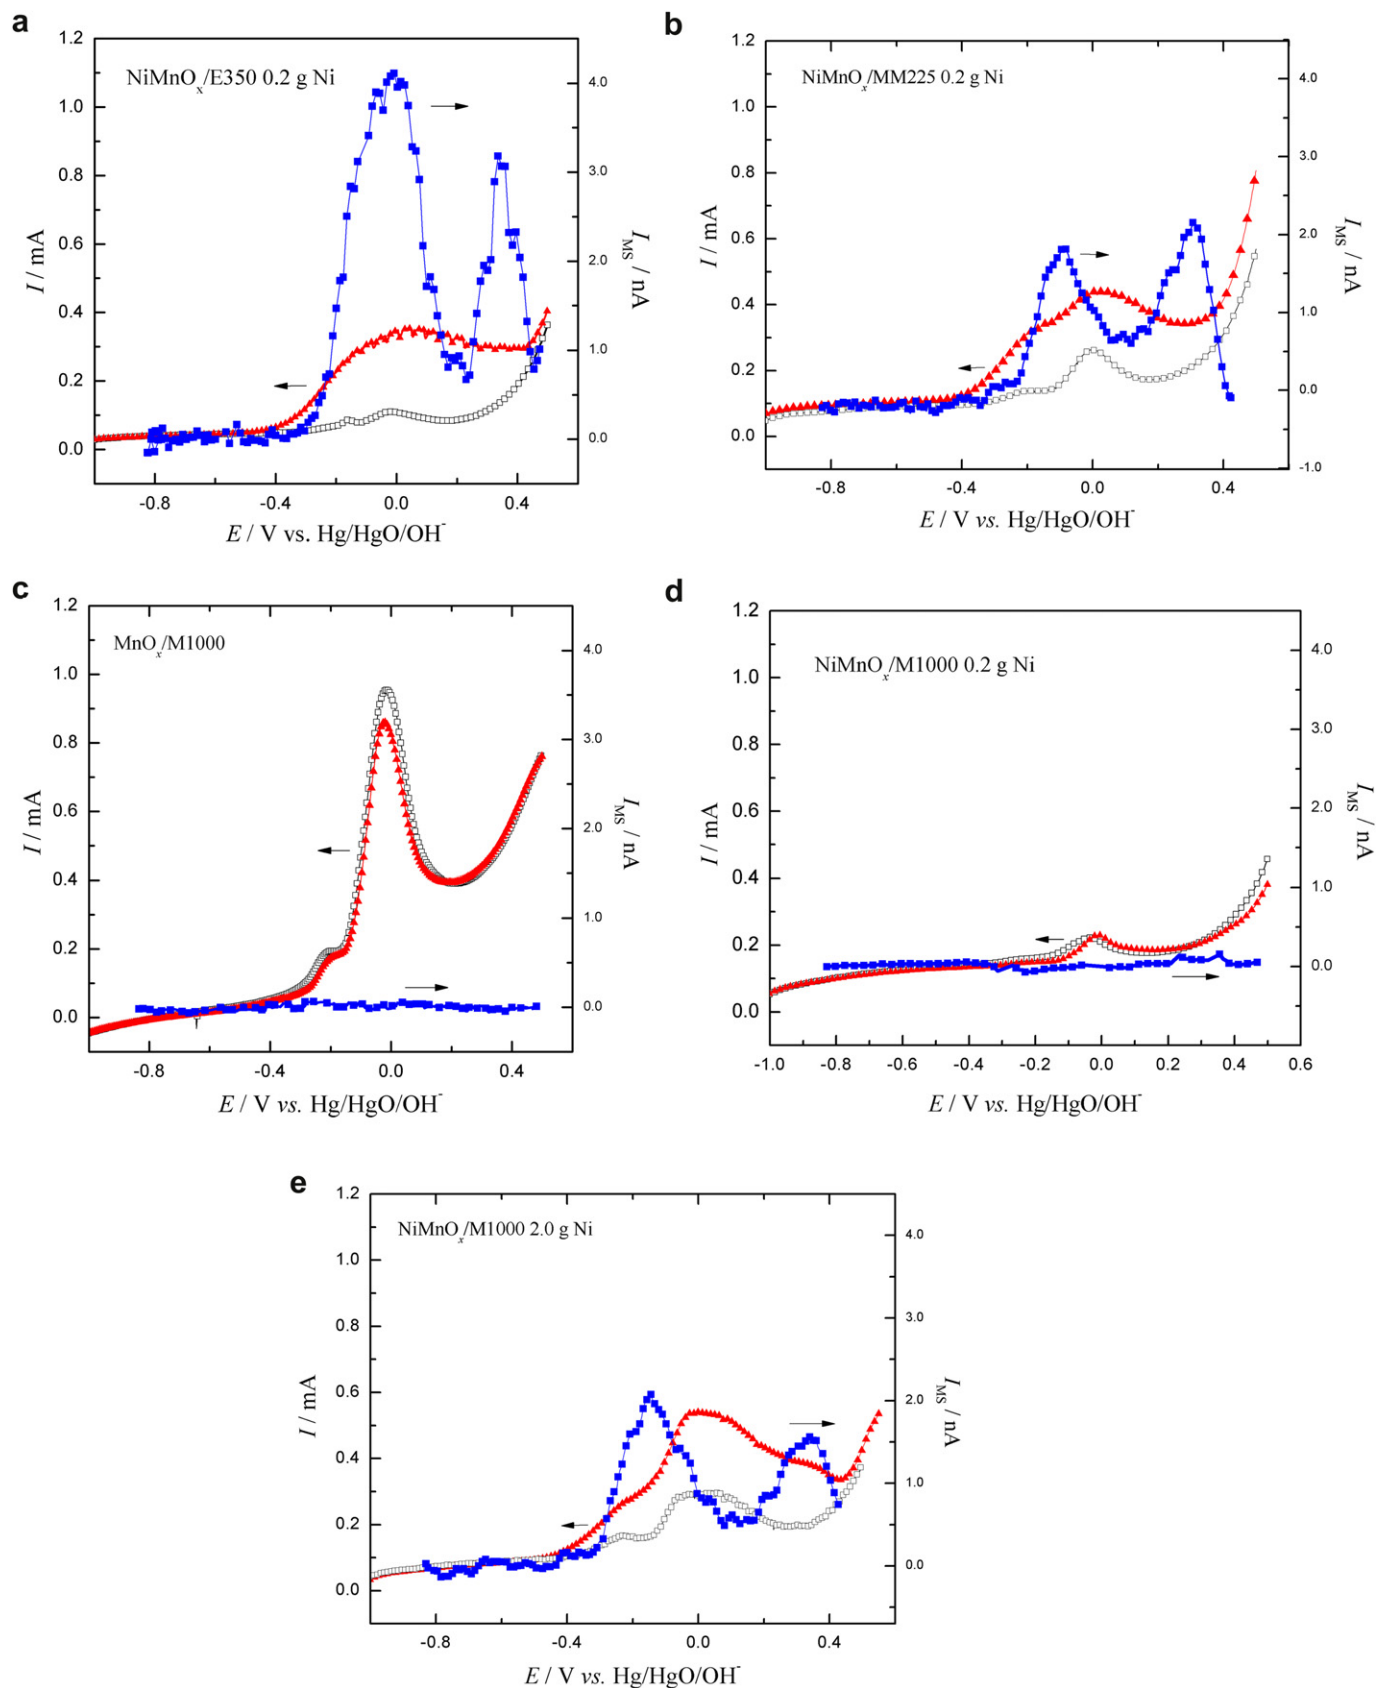 a
NiMnOx/E350 0.2 g Ni
1.2
1.0
0.8
0.6
0.4
0.2
0.0
I / mA
4.0
3.0
2.0
1.0
0.0
IMS / nA
-0.8 -0.4 0.0 0.4
E / V vs. Hg/HgO/OH-
b
NiMnOx/MM225 0.2 g Ni
1.2
1.0
0.8
0.6
0.4
0.2
0.0
I / mA
4.0
3.0
2.0
1.0
0.0
-1.0
IMS / nA
-0.8 -0.4 0.0 0.4
E / V vs. Hg/HgO/OH-
c
MnOx/M1000
1.2
1.0
0.8
0.6
0.4
0.2
0.0
I / mA
4.0
3.0
2.0
1.0
0.0
IMS / nA
-0.8 -0.4 0.0 0.4
E / V vs. Hg/HgO/OH-
d
NiMnOx/M1000 0.2 g Ni
1.2
1.0
0.8
0.6
0.4
0.2
0.0
I / mA
4.0
3.0
2.0
1.0
0.0
IMS / nA
-1.0 -0.8 -0.6 -0.4 -0.2 0.0 0.2 0.4 0.6
E / V vs. Hg/HgO/OH-
e
NiMnOx/M1000 2.0 g Ni
1.2
1.0
0.8
0.6
0.4
0.2
0.0
I / mA
4.0
3.0
2.0
1.0
0.0
IMS / nA
-0.8 -0.4 0.0 0.4
E / V vs. Hg/HgO/OH-